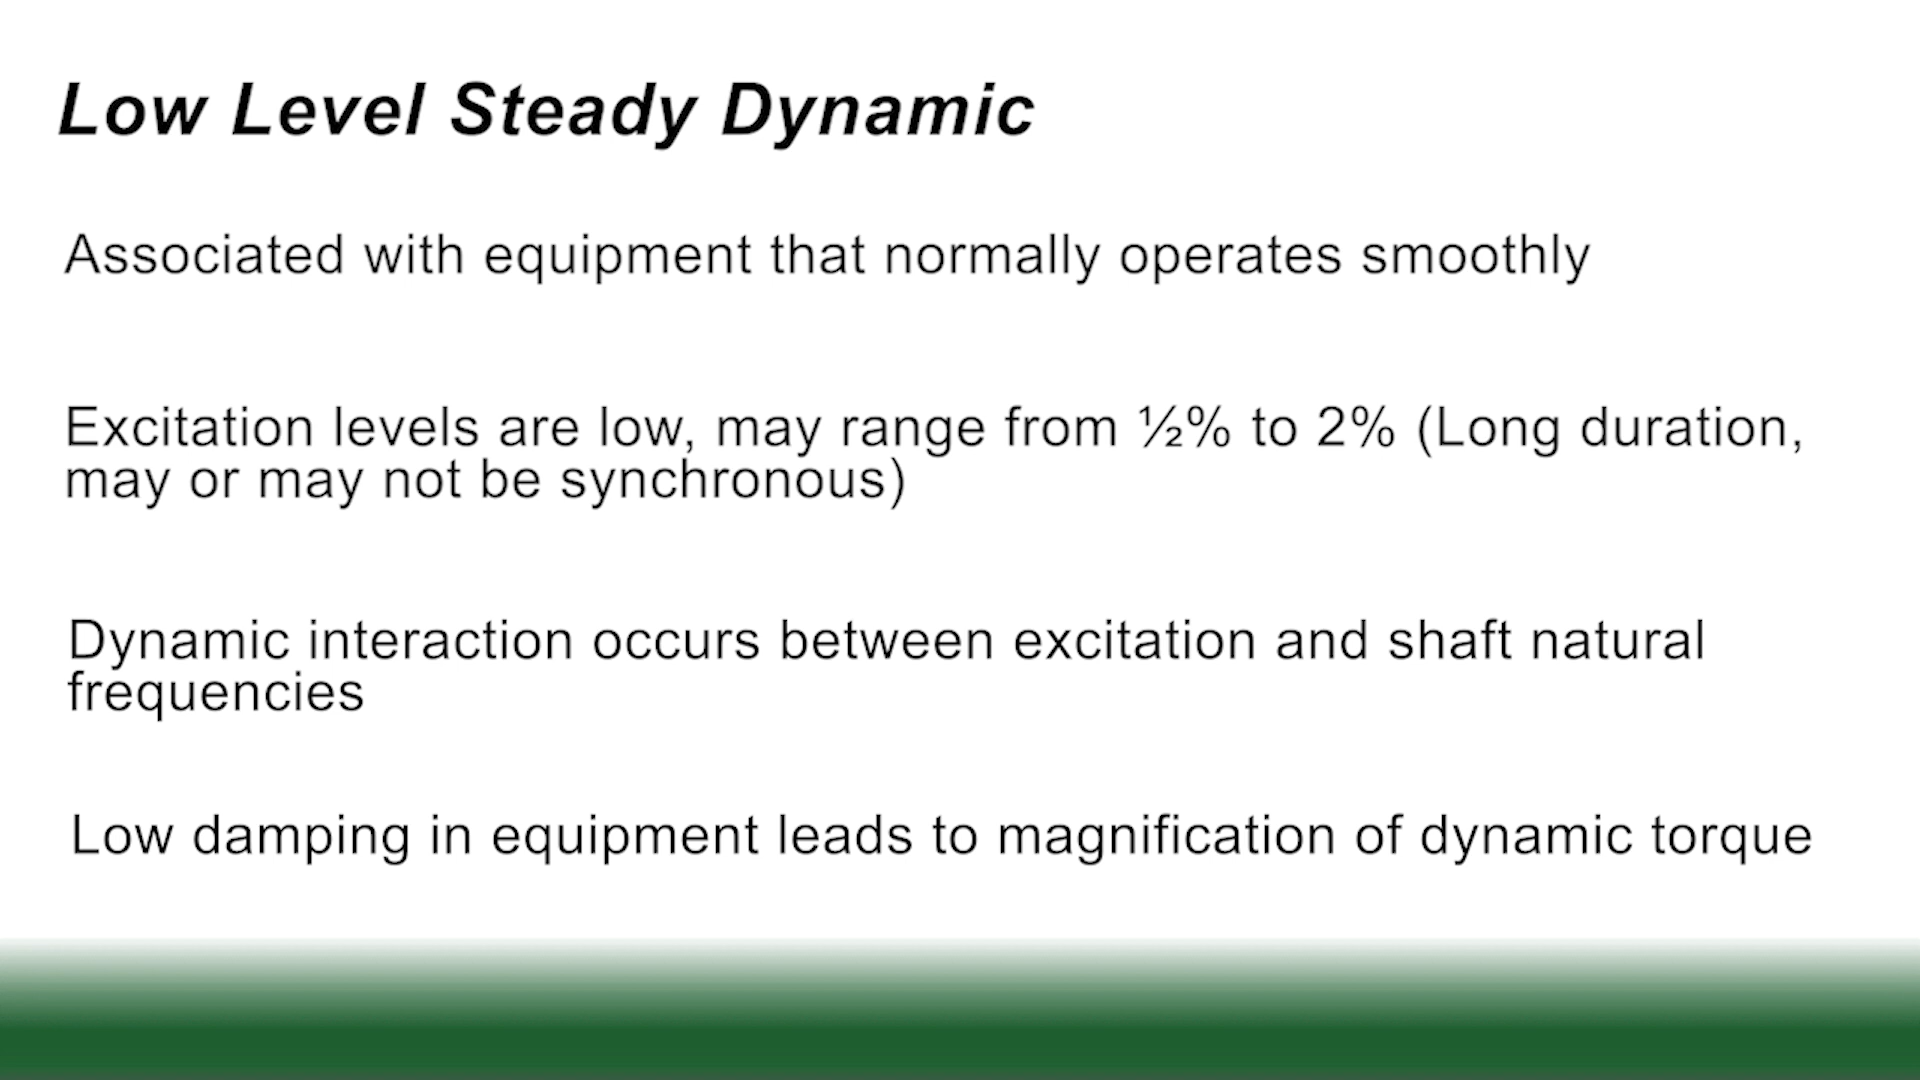 Low Level Steady Dynamic
Associated with equipment that normally operates smoothly
Excitation levels are low, may range from ½% to 2% (Long duration,
may or may not be synchronous)
Dynamic interaction occurs between excitation and shaft natural
frequencies
Low damping in equipment leads to magnification of dynamic torque